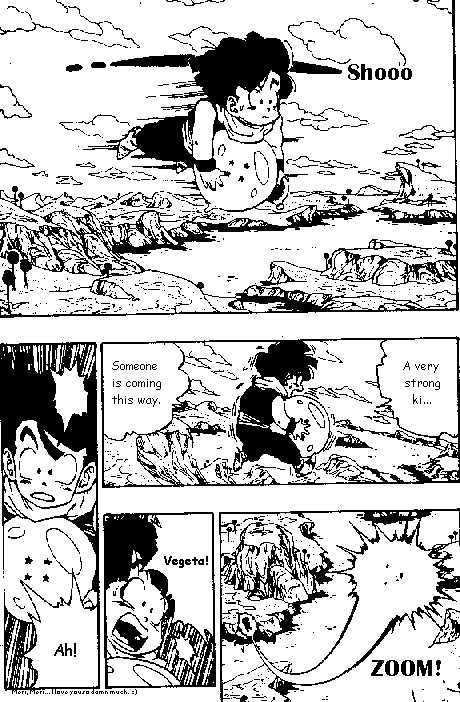 Shooo
Someone
is coming
this way.
A very
strong
ki...
Ah!
Vegeta!
ZOOM!